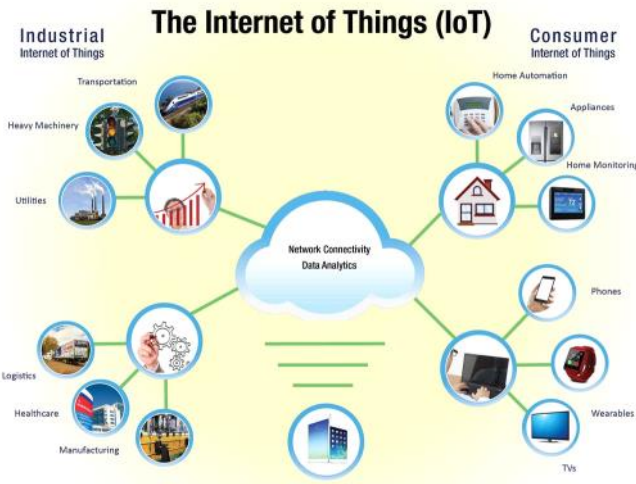 The Internet of Things (IoT)
Industrial
Internet of Things
Consumer
Internet of Things
Transportation
Heavy Machinery
Utilities
Home Automation
Appliances
Home Monitoring
Network Connectivity
Data Analytics
Logistics
Healthcare
Manufacturing
Phones
Wearables
TVs